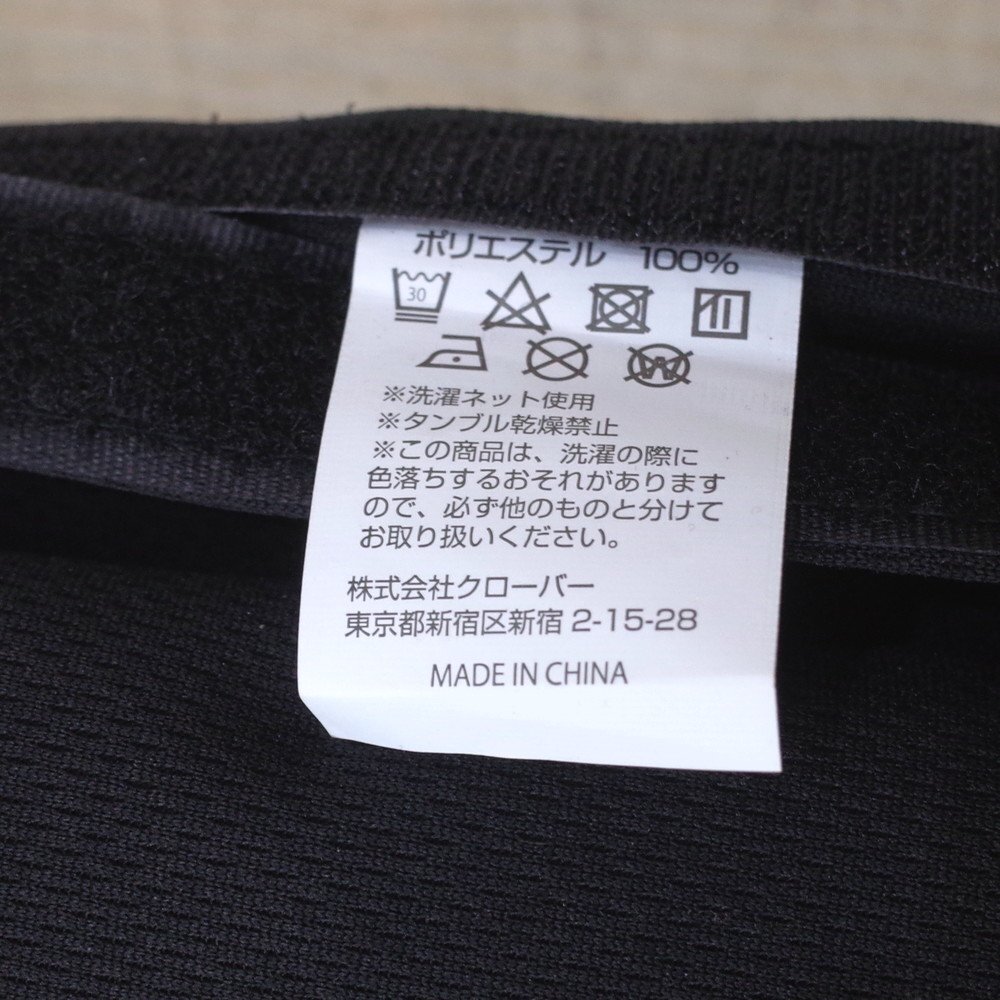 ポリエステル 100%
30
W
※洗濯ネット使用
※タンブル乾燥禁止
※この商品は、洗濯の際に
色落ちするおそれがあります
ので、必ず他のものと分けて
お取り扱いください。
株式会社クローバー
東京都新宿区新宿 2-15-28
MADE IN CHINA